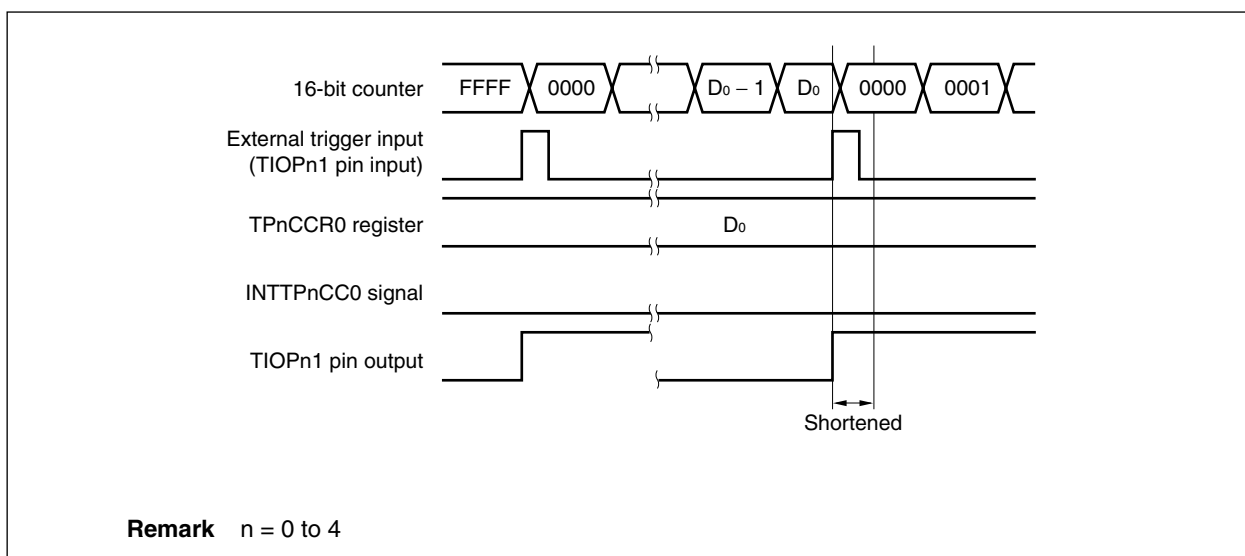 16-bit counter FFFF 0000 D0 − 1 D0 0000 0001
External trigger input
(TIOPn1 pin input)
TPnCCR0 register D0
INTTPnCC0 signal
TIOPn1 pin output
Shortened
Remark n = 0 to 4